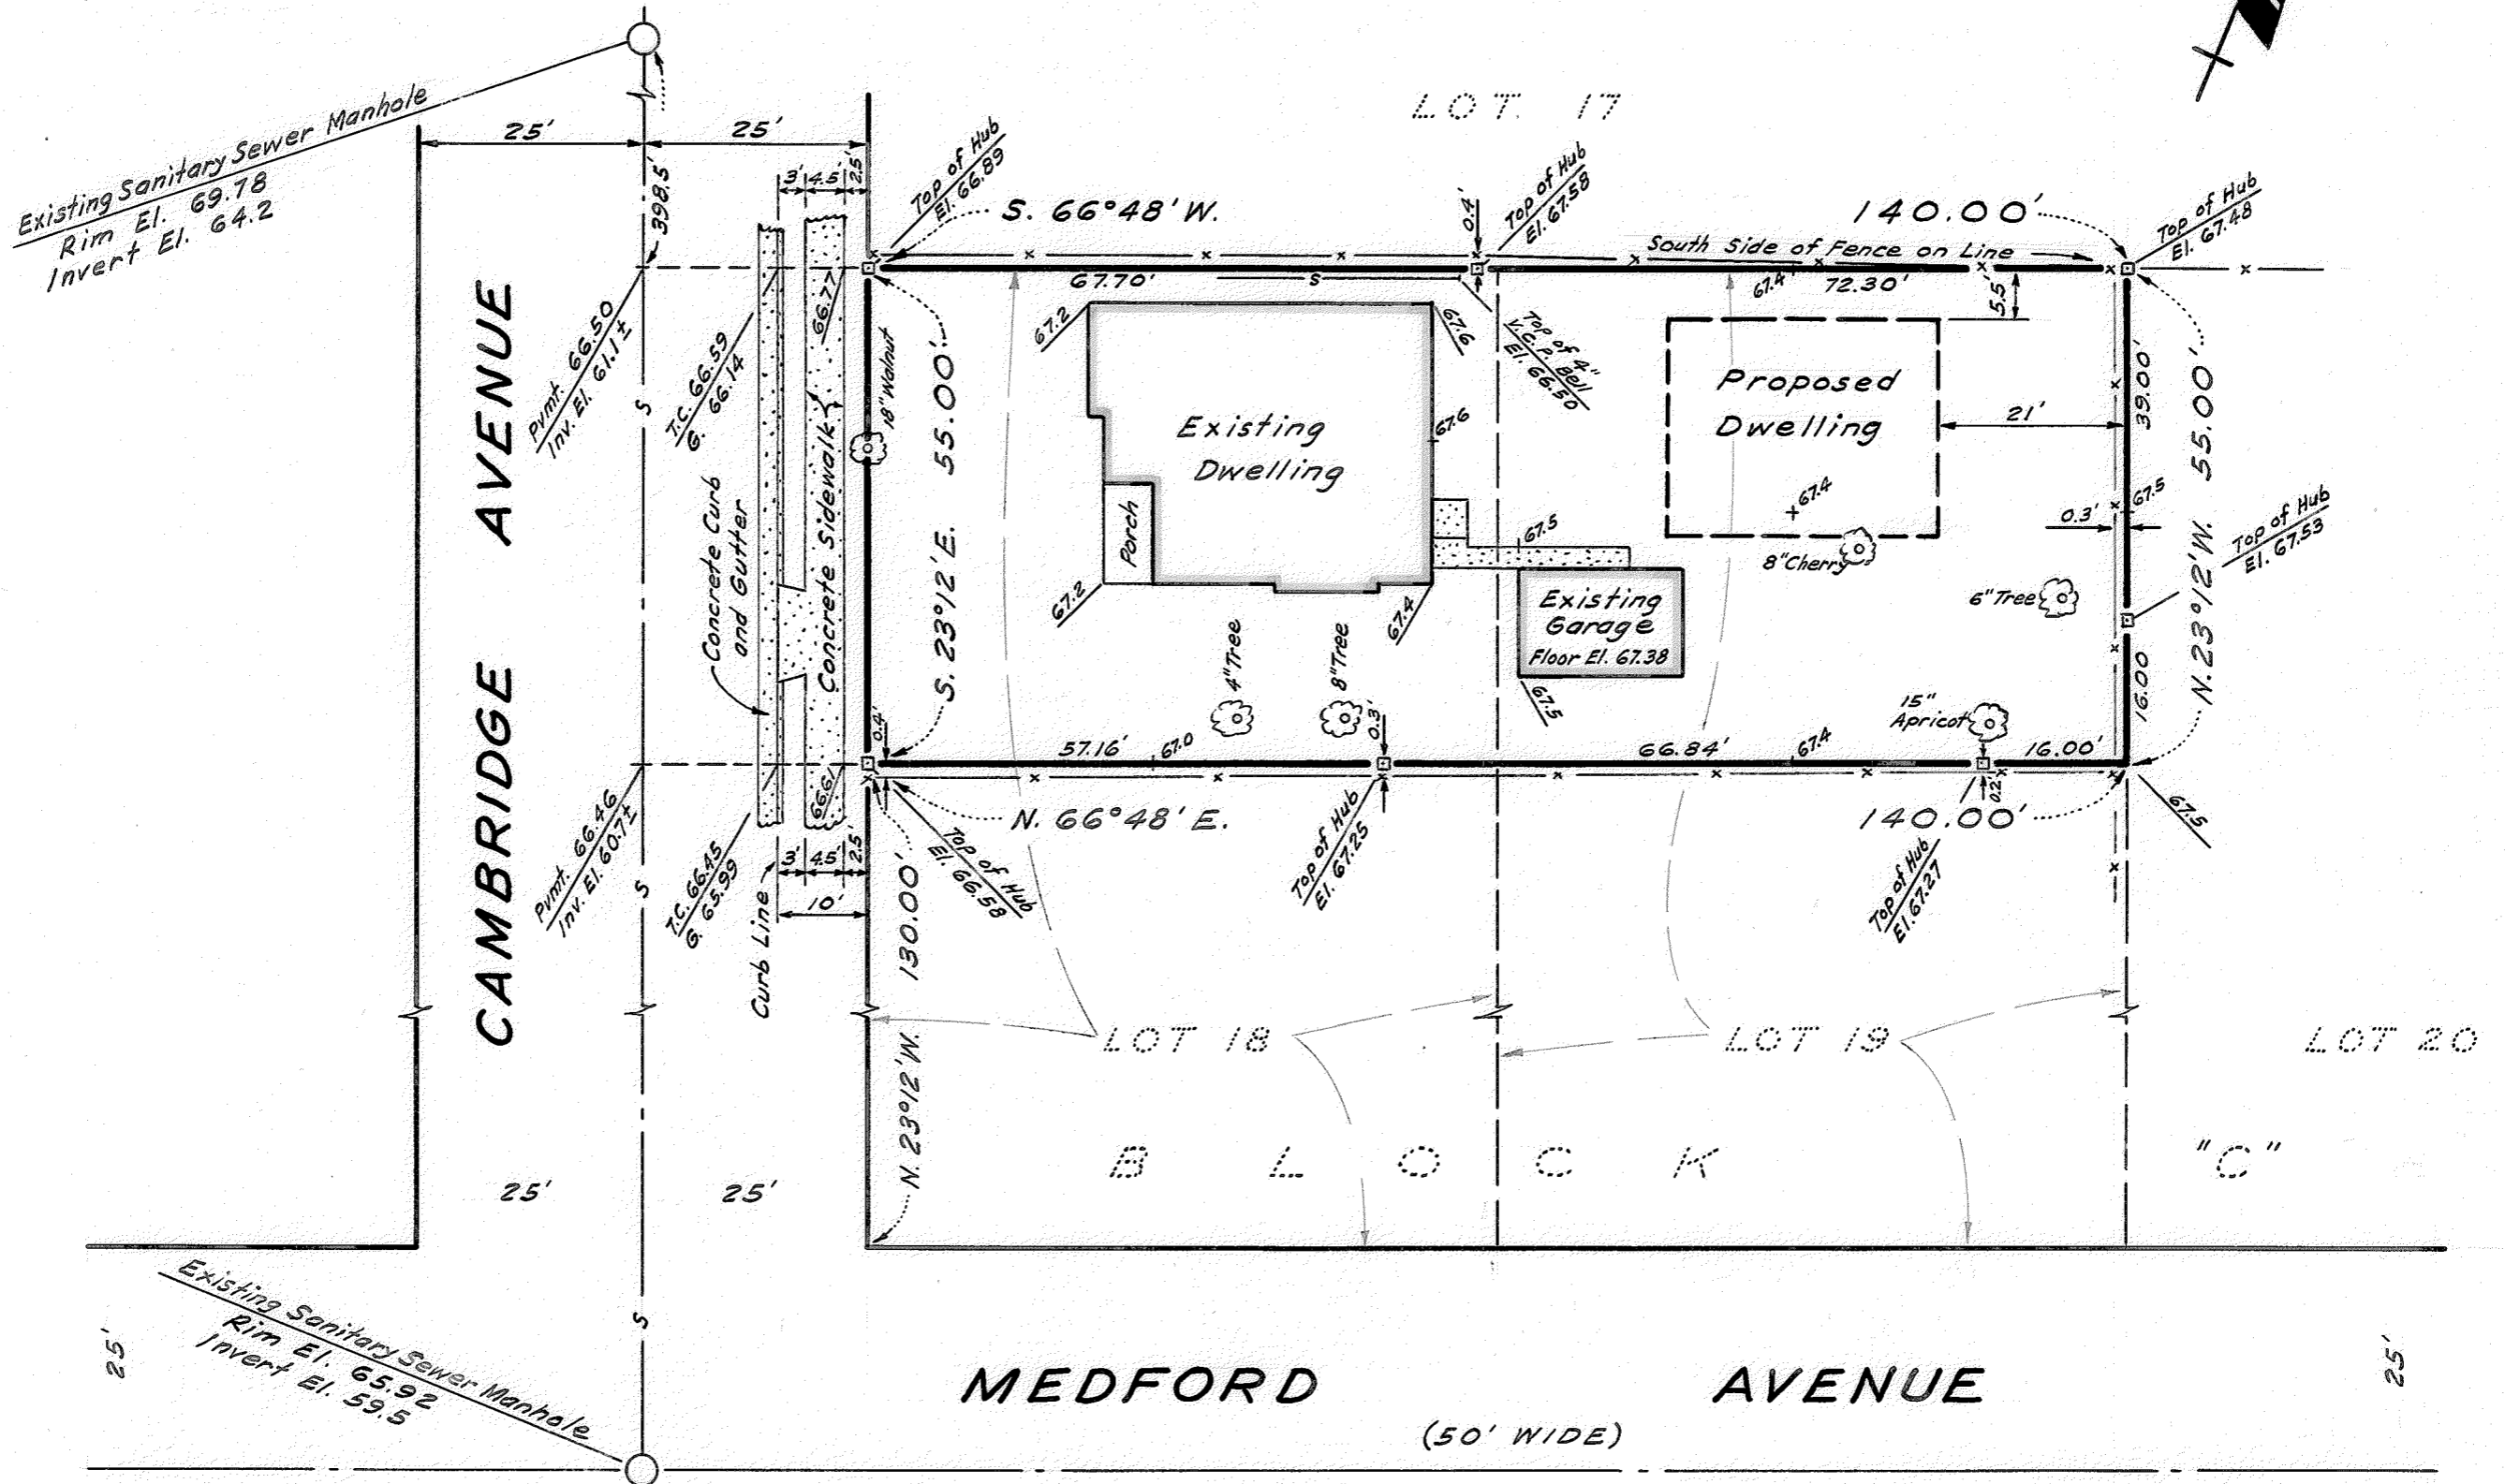 Existing Sanitary Sewer Manhole
Rim El. 69.78
Invert El. 64.2
25'
25'
398.5'
3'
4.5'
2.5'
Top of Hub
El. 66.89
S. 66°48' W.
LOT 17
0.4'
Top of Hub
El. 67.58
140.00'
Top of Hub
El. 67.48
South Side of Fence on Line
67.70'
S
67.4
72.30'
5.5'
CAMBRIDGE AVENUE
Pvmt. 66.50
Inv. El. 61.1±
S
T.C. 66.59
G. 66.14
66.77
18" Walnut
S. 23°12' E. 55.00'
67.2
67.6
Top of 4"
V.C.P. Bell
El. 66.50
Existing
Dwelling
67.6
Porch
67.2
67.4
Proposed
Dwelling
67.4
21'
39.00'
N. 23°12' W. 55.00'
67.5
0.3'
Top of Hub
El. 67.53
67.5
8" Cherry
6" Tree
Existing
Garage
Floor El. 67.38
67.5
Concrete Curb
and Gutter
Concrete Sidewalk
4" Tree
8" Tree
15"
Apricot
16.00
0.4'
57.16'
67.0
0.3'
66.84'
67.4
16.00'
0.2'
67.5
66.61
N. 66°48' E.
140.00'
Pvmt. 66.46
Inv. El. 60.7±
S
T.C. 66.45
G. 65.99
3'
4.5'
2.5'
10'
Curb Line
Top of Hub
El. 66.58
Top of Hub
El. 67.25
Top of Hub
El. 67.27
N. 23°12' W. 130.00'
LOT 18
LOT 19
LOT 20
BLOCK "C"
25'
25'
Existing Sanitary Sewer Manhole
Rim El. 65.92
Invert El. 59.5
S
25'
MEDFORD AVENUE
(50' WIDE)
25'